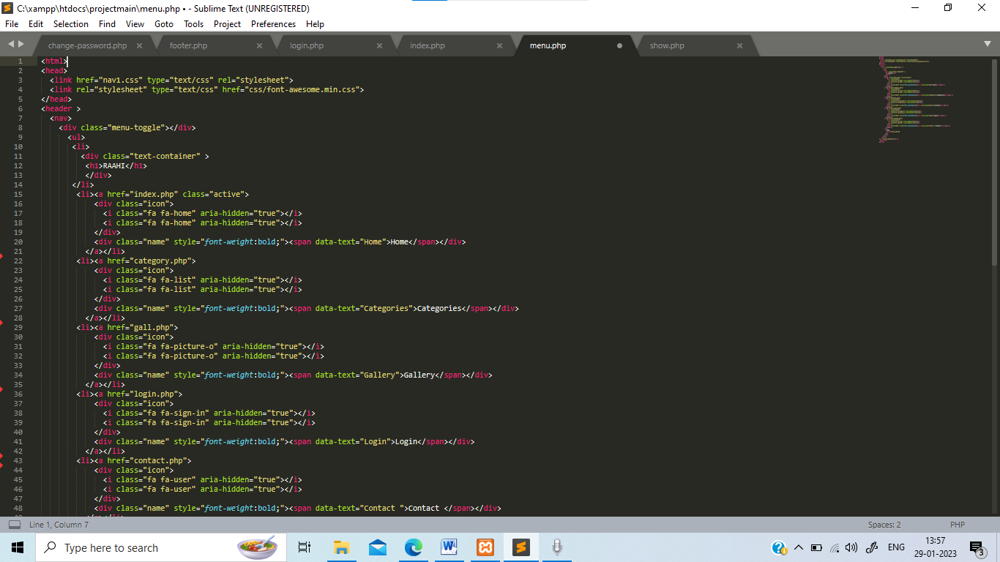 C:\xampp\htdocs\projectmain\menu.php • - Sublime Text (UNREGISTERED)
File Edit Selection Find View Goto Tools Project Preferences Help
change-password.php footer.php login.php index.php menu.php show.php
1 <html>
2 <head>
3 <link href="nav1.css" type="text/css" rel="stylesheet">
4 <link rel="stylesheet" type="text/css" href="css/font-awesome.min.css">
5 </head>
6 <header >
7 <nav>
8 <div class="menu-toggle"></div>
9 <ul>
10 <li>
11 <div class="text-container" >
12 <h1>RAAHI</h1>
13 </div>
14 </li>
15 <li><a href="index.php" class="active">
16 <div class="icon">
17 <i class="fa fa-home" aria-hidden="true"></i>
18 <i class="fa fa-home" aria-hidden="true"></i>
19 </div>
20 <div class="name" style="font-weight:bold;"><span data-text="Home">Home</span></div>
21 </a></li>
22 <li><a href="category.php">
23 <div class="icon">
24 <i class="fa fa-list" aria-hidden="true"></i>
25 <i class="fa fa-list" aria-hidden="true"></i>
26 </div>
27 <div class="name" style="font-weight:bold;"><span data-text="Categories">Categories</span></div>
28 </a></li>
29 <li><a href="gall.php">
30 <div class="icon">
31 <i class="fa fa-picture-o" aria-hidden="true"></i>
32 <i class="fa fa-picture-o" aria-hidden="true"></i>
33 </div>
34 <div class="name" style="font-weight:bold;"><span data-text="Gallery">Gallery</span></div>
35 </a></li>
36 <li><a href="login.php">
37 <div class="icon">
38 <i class="fa fa-sign-in" aria-hidden="true"></i>
39 <i class="fa fa-sign-in" aria-hidden="true"></i>
40 </div>
41 <div class="name" style="font-weight:bold;"><span data-text="Login">Login</span></div>
42 </a></li>
43 <li><a href="contact.php">
44 <div class="icon">
45 <i class="fa fa-user" aria-hidden="true"></i>
46 <i class="fa fa-user" aria-hidden="true"></i>
47 </div>
48 <div class="name" style="font-weight:bold;"><span data-text="Contact ">Contact </span></div>
Line 1, Column 7 Spaces: 2 PHP
Type here to search ENG 13:57
29-01-2023 3